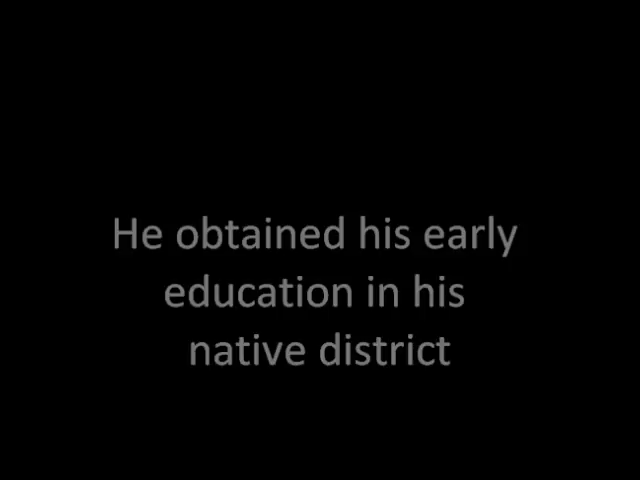 He obtained his early
education in his
native district